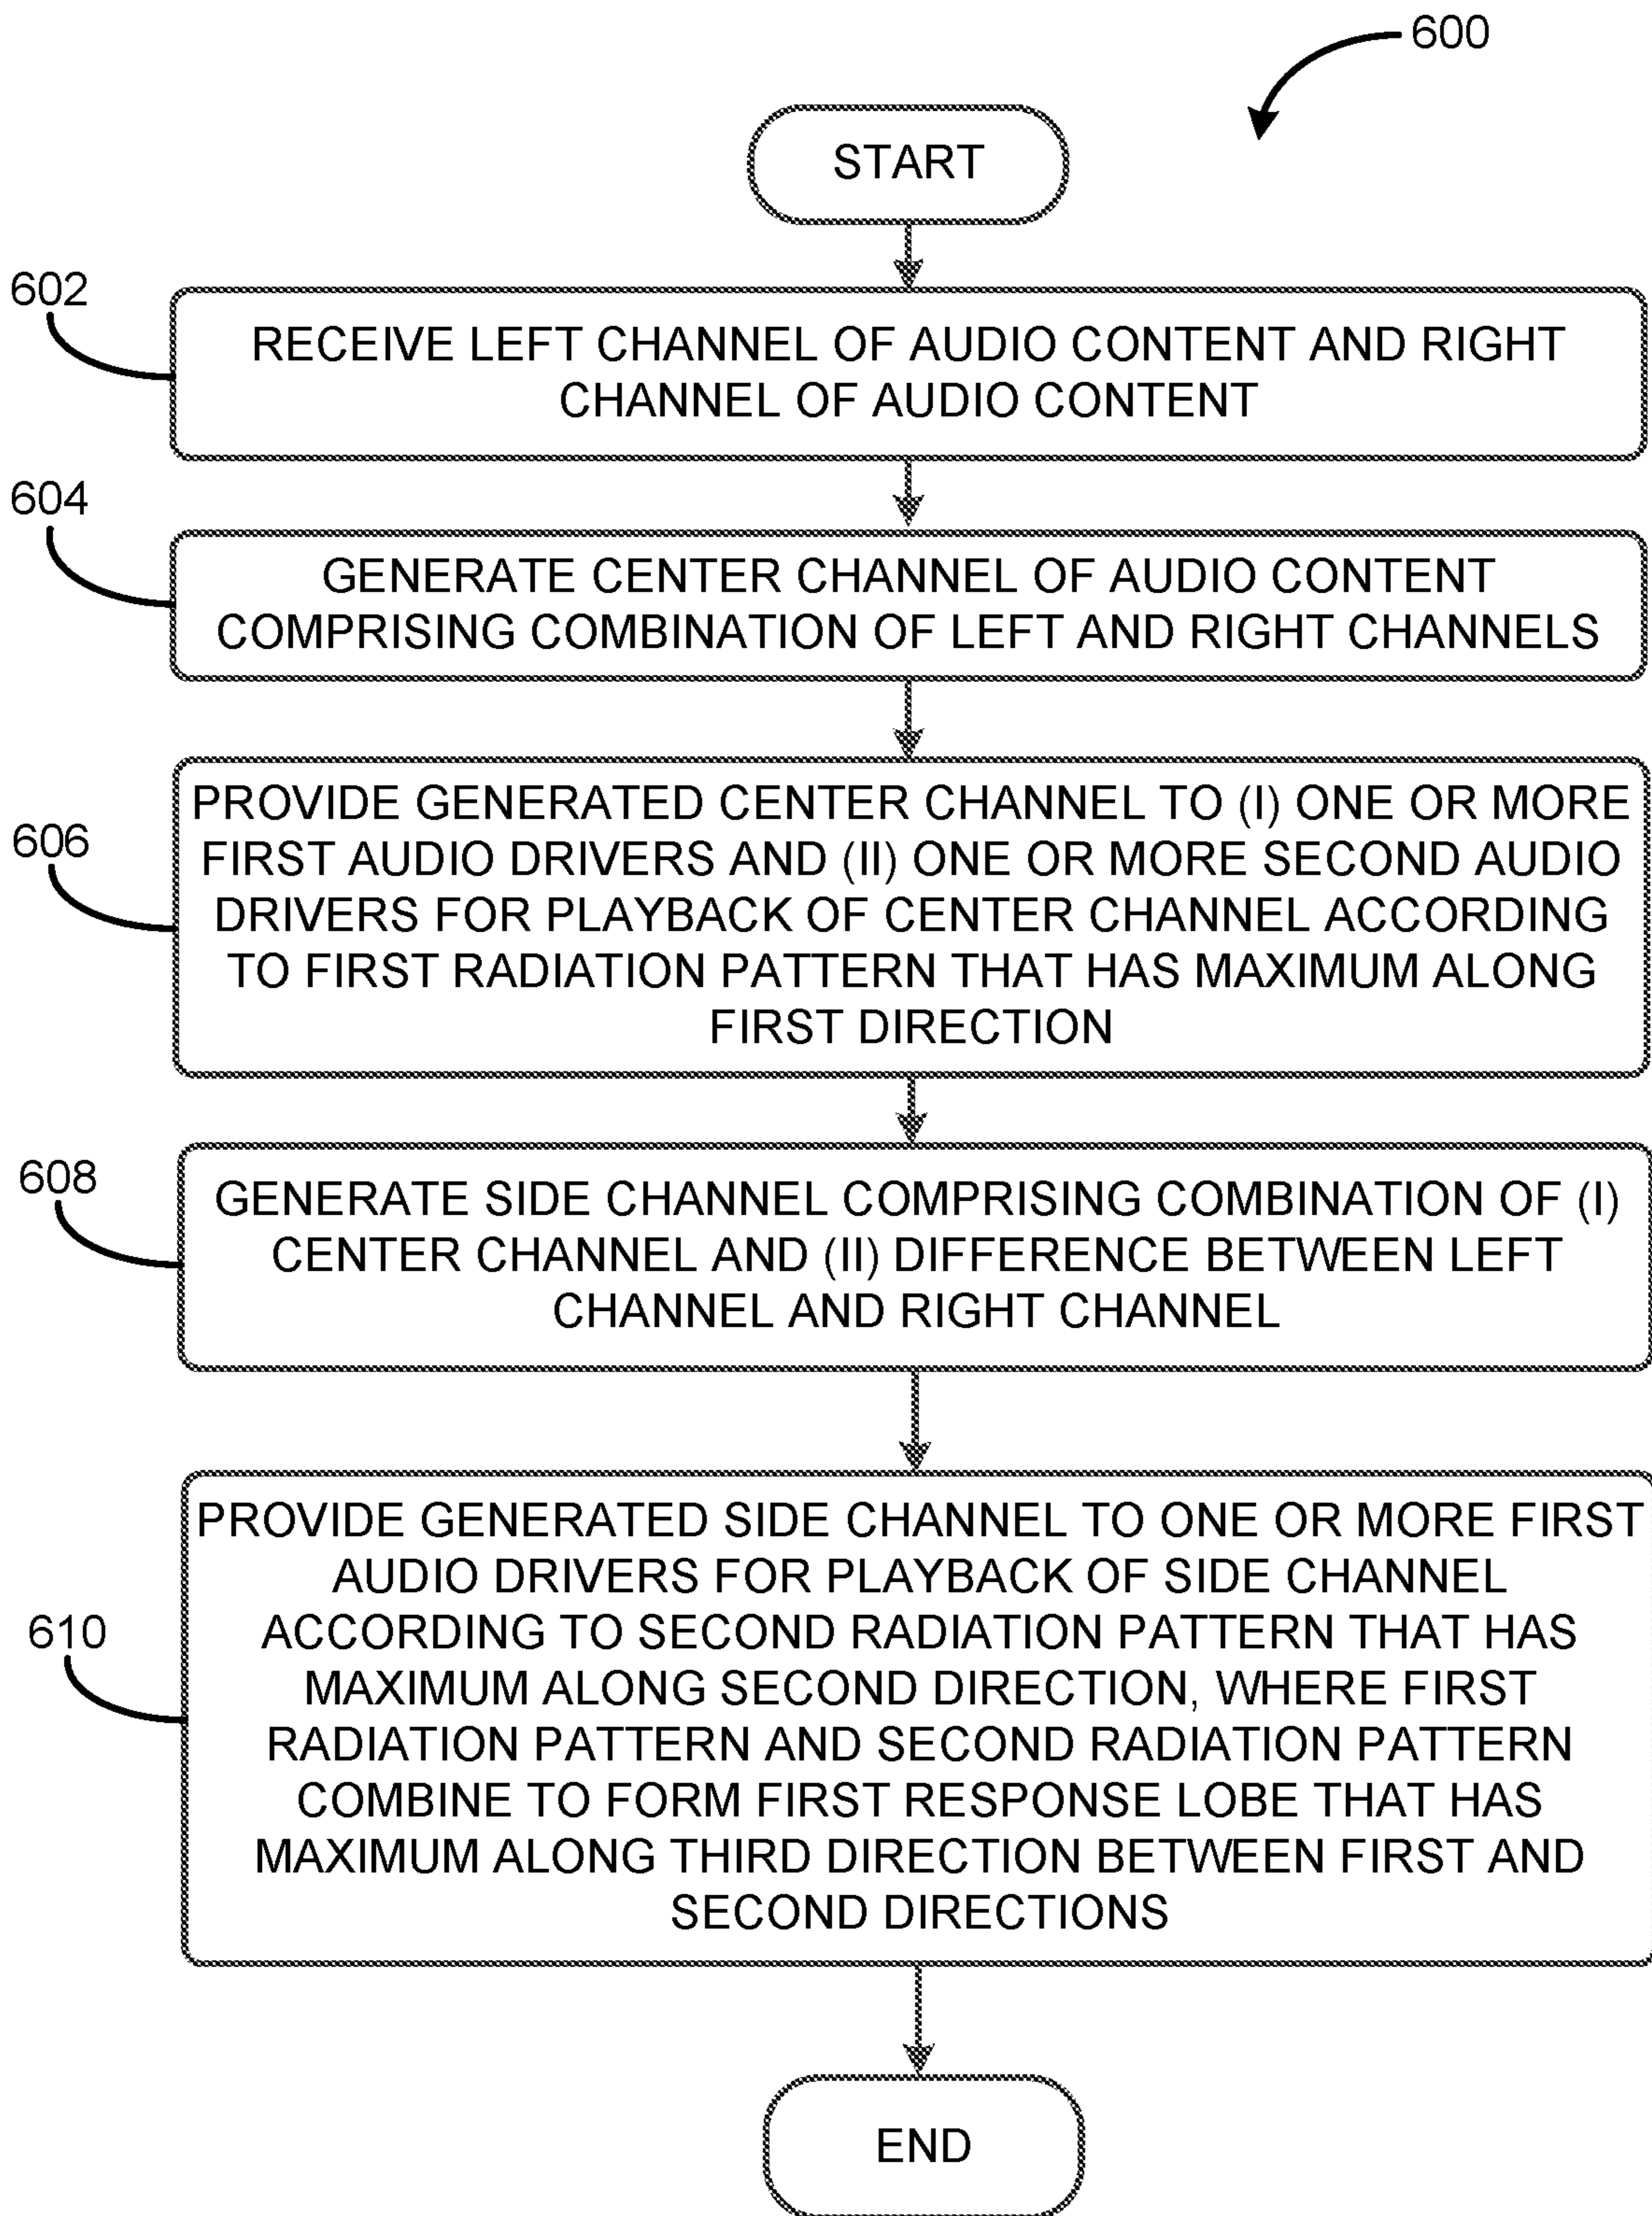 600
START
602
RECEIVE LEFT CHANNEL OF AUDIO CONTENT AND RIGHT
CHANNEL OF AUDIO CONTENT
604
GENERATE CENTER CHANNEL OF AUDIO CONTENT
COMPRISING COMBINATION OF LEFT AND RIGHT CHANNELS
606
PROVIDE GENERATED CENTER CHANNEL TO (I) ONE OR MORE
FIRST AUDIO DRIVERS AND (II) ONE OR MORE SECOND AUDIO
DRIVERS FOR PLAYBACK OF CENTER CHANNEL ACCORDING
TO FIRST RADIATION PATTERN THAT HAS MAXIMUM ALONG
FIRST DIRECTION
608
GENERATE SIDE CHANNEL COMPRISING COMBINATION OF (I)
CENTER CHANNEL AND (II) DIFFERENCE BETWEEN LEFT
CHANNEL AND RIGHT CHANNEL
610
PROVIDE GENERATED SIDE CHANNEL TO ONE OR MORE FIRST
AUDIO DRIVERS FOR PLAYBACK OF SIDE CHANNEL
ACCORDING TO SECOND RADIATION PATTERN THAT HAS
MAXIMUM ALONG SECOND DIRECTION, WHERE FIRST
RADIATION PATTERN AND SECOND RADIATION PATTERN
COMBINE TO FORM FIRST RESPONSE LOBE THAT HAS
MAXIMUM ALONG THIRD DIRECTION BETWEEN FIRST AND
SECOND DIRECTIONS
END